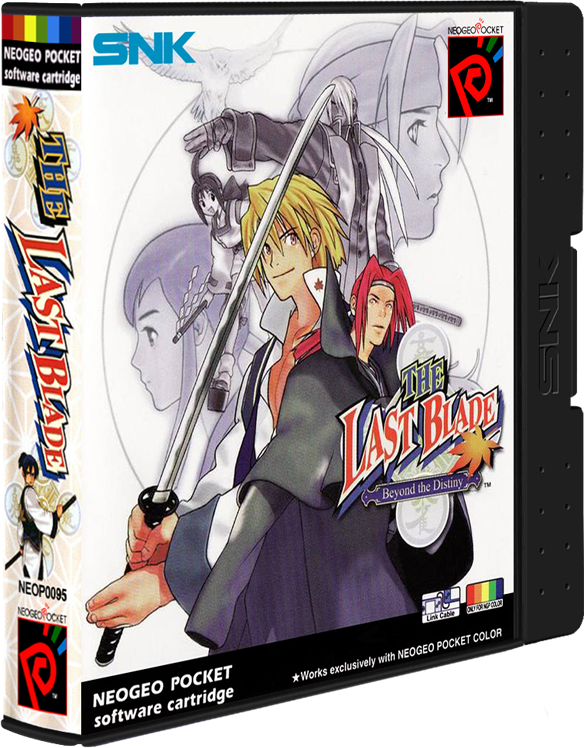 NEOGEO POCKET
software cartridge
THE
LAST BLADE
NEOP0095
NEOGEO POCKET
SNK
NEOGEO POCKET
TM
THE
LAST BLADE
Beyond the Distiny
TM
Link Cable
ONLY FOR NGP COLOR
NEOGEO POCKET
software cartridge
★Works exclusively with NEOGEO POCKET COLOR
SNK